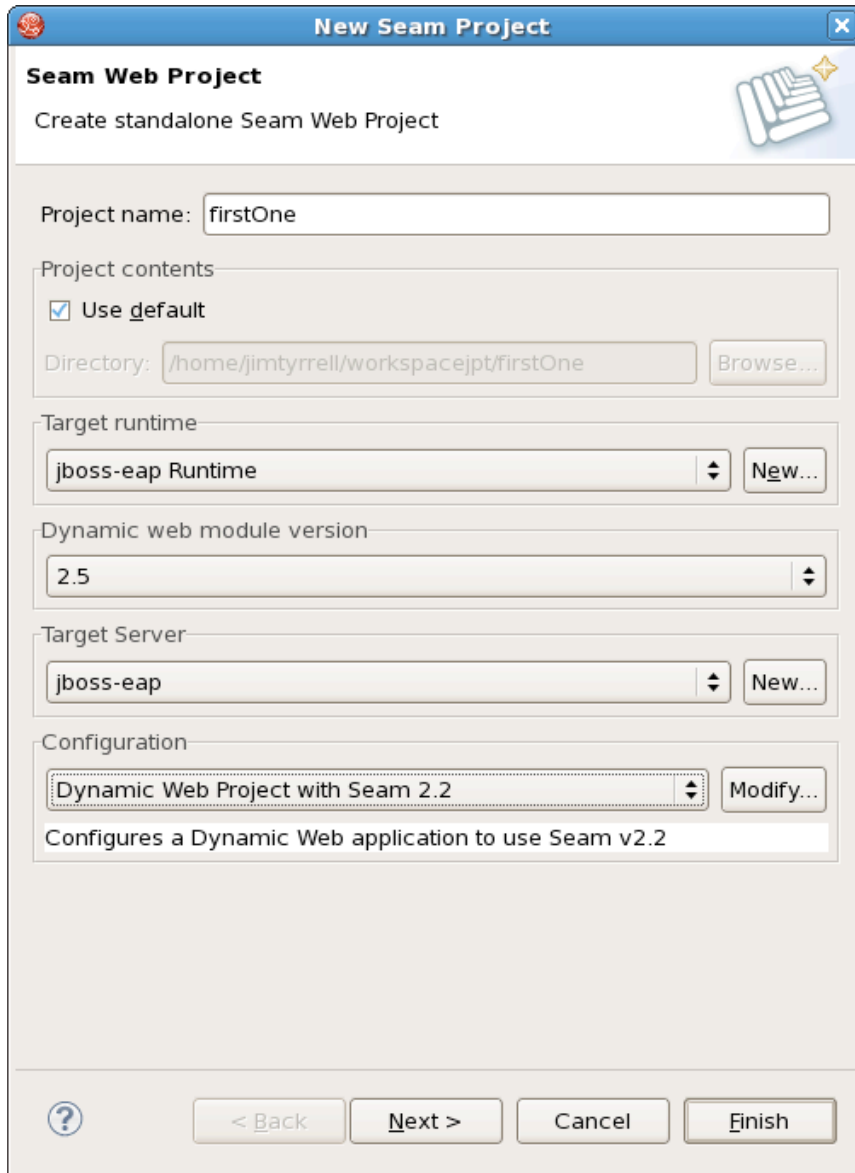 New Seam Project
Seam Web Project
Create standalone Seam Web Project
Project name: firstOne
Project contents
Use default
Directory: /home/jimtyrrell/workspacejpt/firstOne Browse...
Target runtime
jboss-eap Runtime New...
Dynamic web module version
2.5
Target Server
jboss-eap New...
Configuration
Dynamic Web Project with Seam 2.2 Modify...
Configures a Dynamic Web application to use Seam v2.2
? < Back Next > Cancel Finish